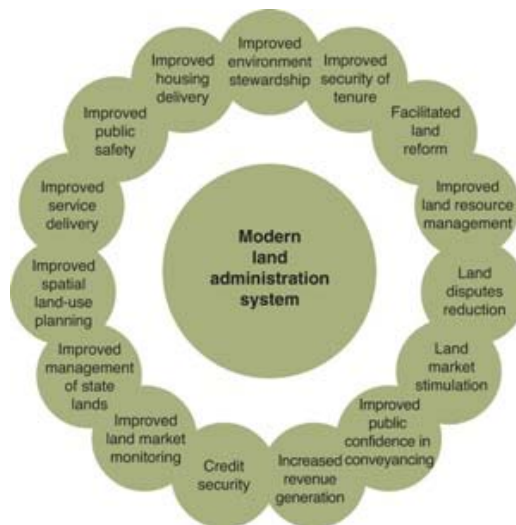 Improved
environment
stewardship
Improved
security of
tenure
Facilitated
land
reform
Improved
land resource
management
Land
disputes
reduction
Land
market
stimulation
Improved
public
confidence in
conveyancing
Increased
revenue
generation
Credit
security
Improved
land market
monitoring
Improved
management
of state
lands
Improved
spatial
land-use
planning
Improved
service
delivery
Improved
public
safety
Improved
housing
delivery
Modern
land
administration
system